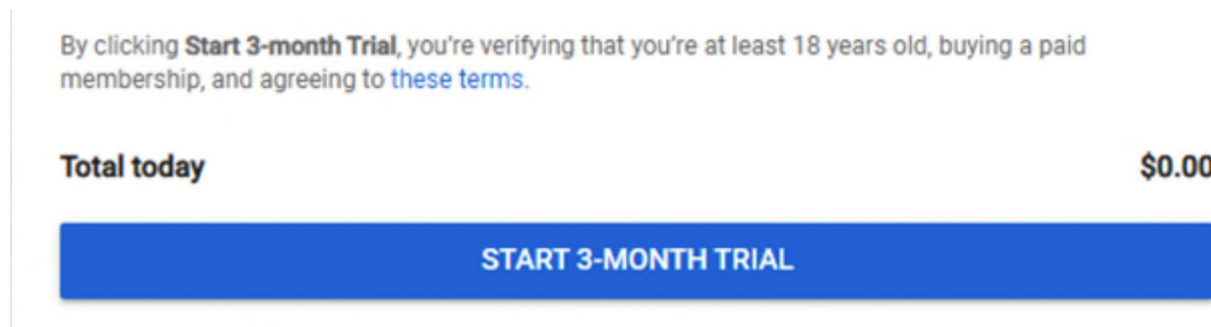 By clicking Start 3-month Trial, you're verifying that you're at least 18 years old, buying a paid
membership, and agreeing to these terms.
Total today $0.00
START 3-MONTH TRIAL